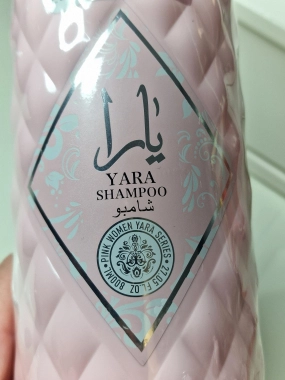 يارا
YARA
SHAMPOO
شامبو
• PINK WOMEN YARA SERIES •
27.05 FL. OZ 800ML